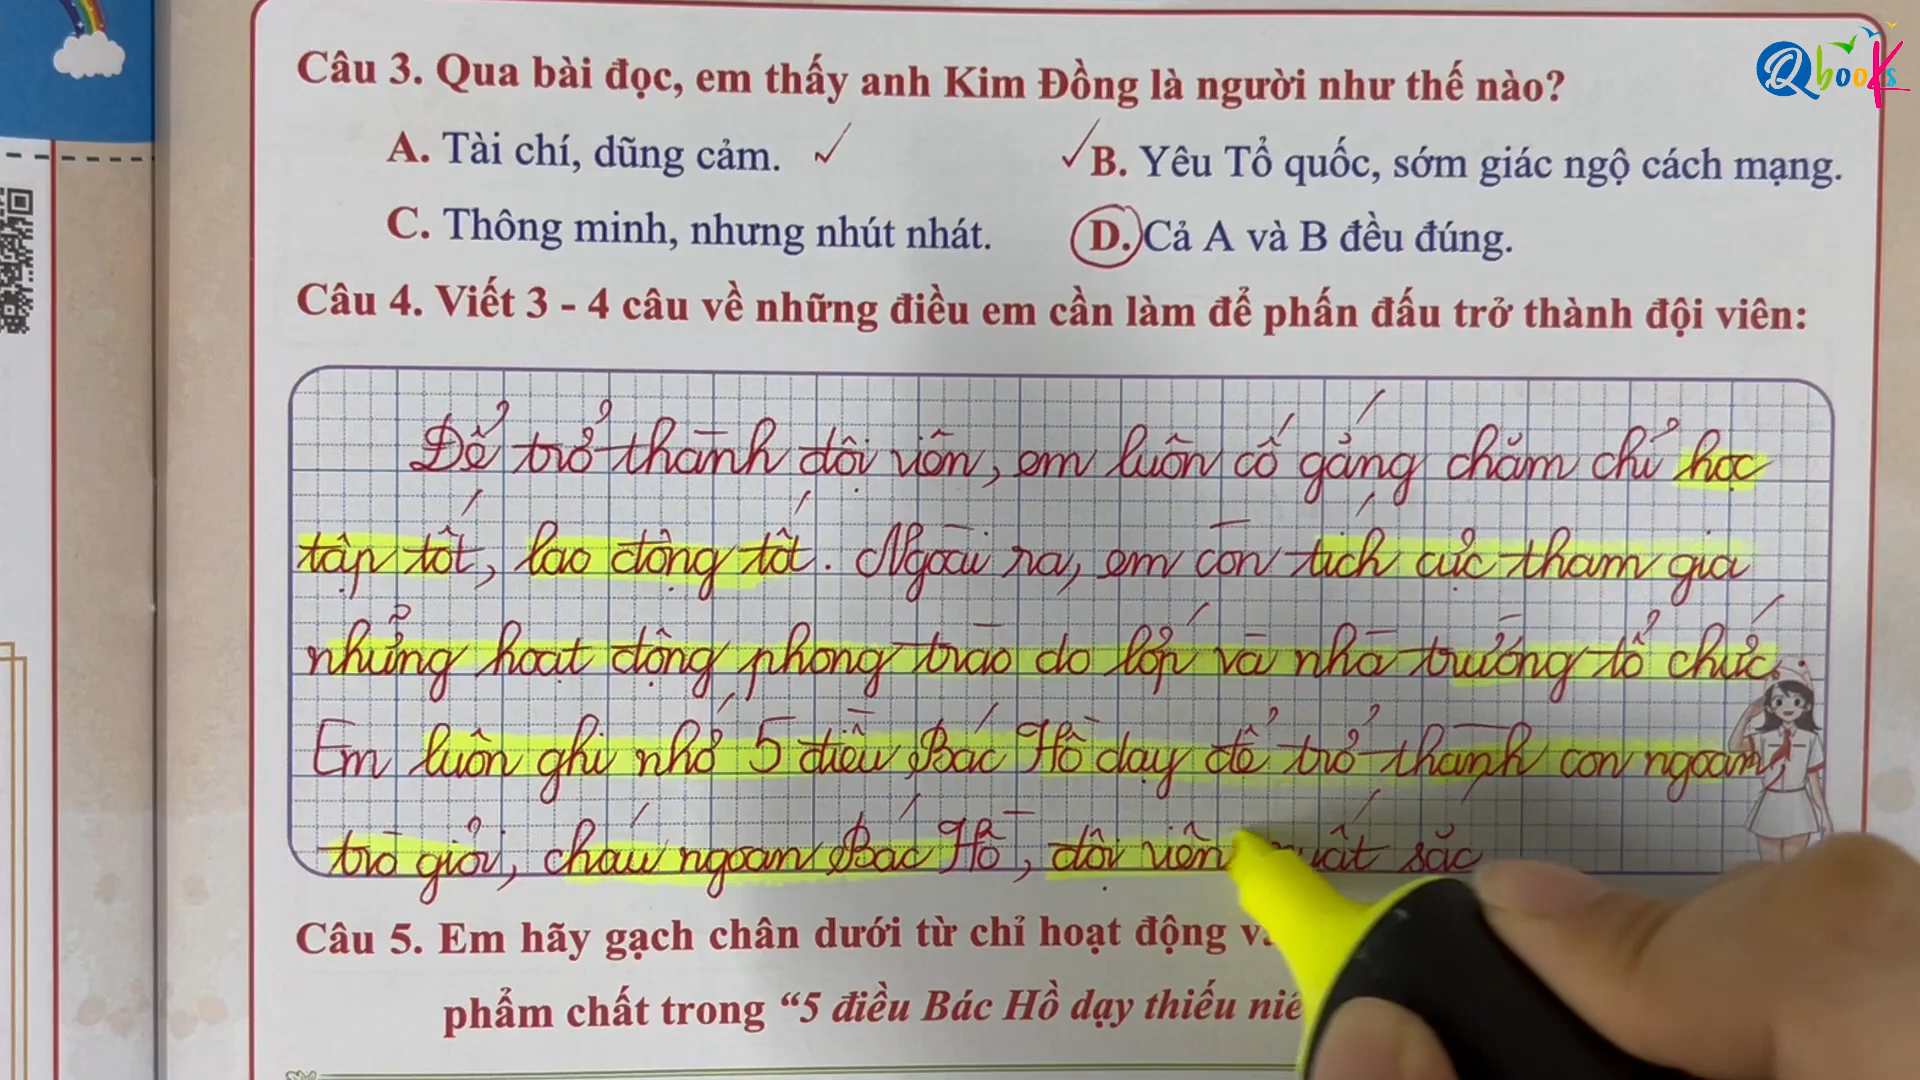 Qbooks
Câu 3. Qua bài đọc, em thấy anh Kim Đồng là người như thế nào?
A. Tài chí, dũng cảm.
B. Yêu Tổ quốc, sớm giác ngộ cách mạng.
C. Thông minh, nhưng nhút nhát.
D. Cả A và B đều đúng.
Câu 4. Viết 3 - 4 câu về những điều em cần làm để phấn đấu trở thành đội viên:
Để trở thành đội viên, em luôn cố gắng chăm chỉ học
tập tốt, lao động tốt. Ngoài ra, em còn tích cực tham gia
những hoạt động phong trào do lớp và nhà trường tổ chức.
Em luôn ghi nhớ 5 điều Bác Hồ dạy để trở thành con ngoan,
trò giỏi, cháu ngoan Bác Hồ, đội viên sắc
Câu 5. Em hãy gạch chân dưới từ chỉ hoạt động
phẩm chất trong “5 điều Bác Hồ dạy thiếu